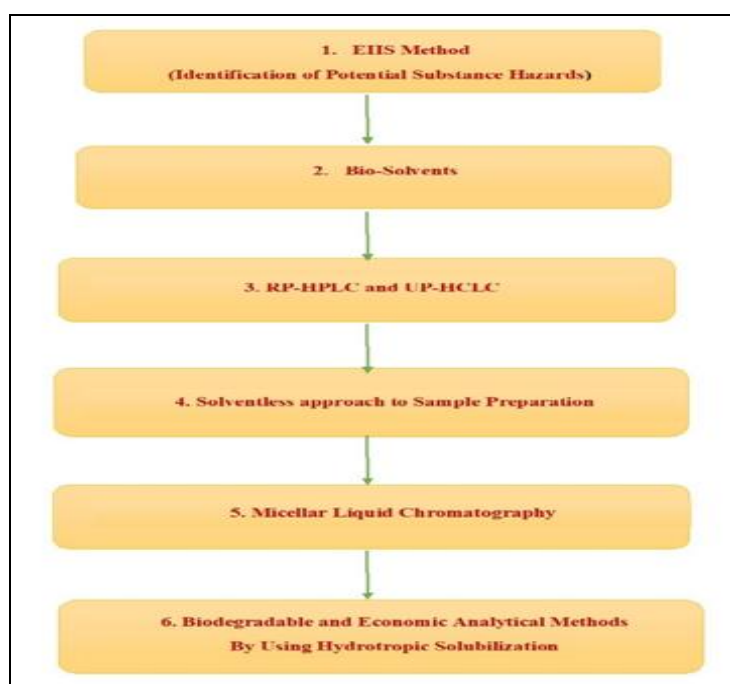 1. EIIS Method
(Identification of Potential Substance Hazards)
2. Bio-Solvents
3. RP-HPLC and UP-HCLC
4. Solventless approach to Sample Preparation
5. Micellar Liquid Chromatography
6. Biodegradable and Economic Analytical Methods
By Using Hydrotropic Solubilization